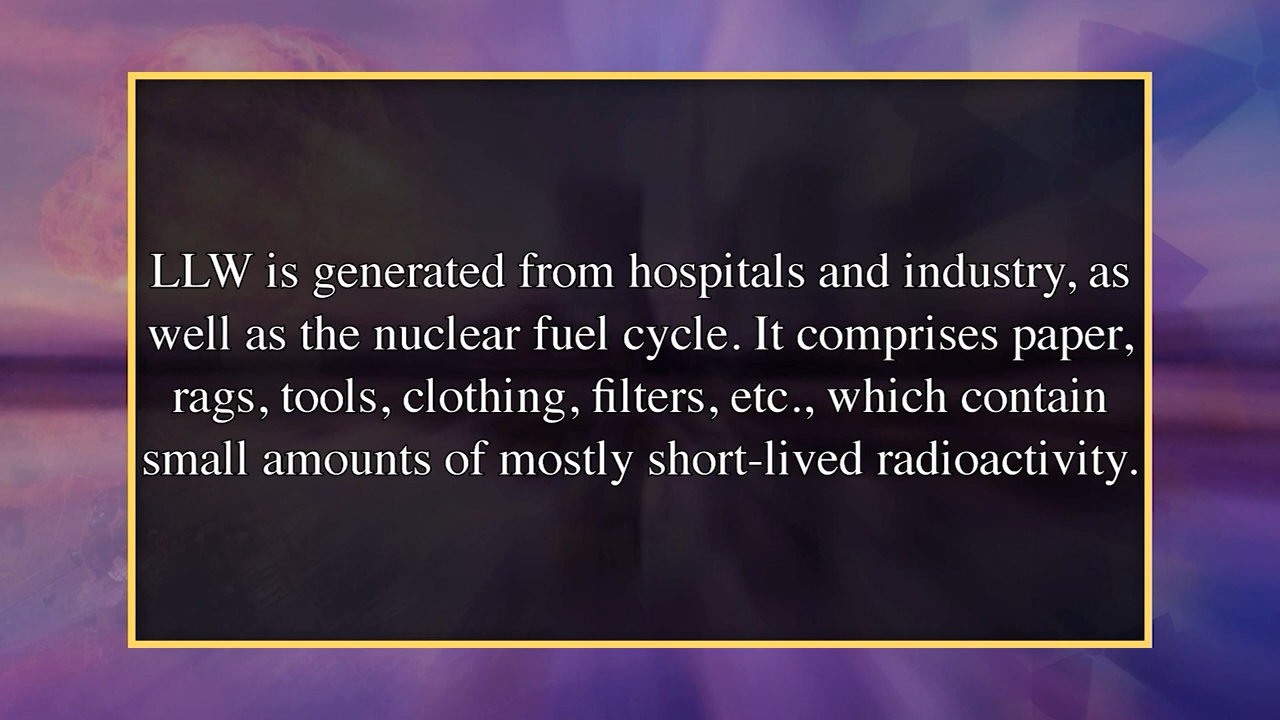 LLW is generated from hospitals and industry, as
well as the nuclear fuel cycle. It comprises paper,
rags, tools, clothing, filters, etc., which contain
small amounts of mostly short-lived radioactivity.